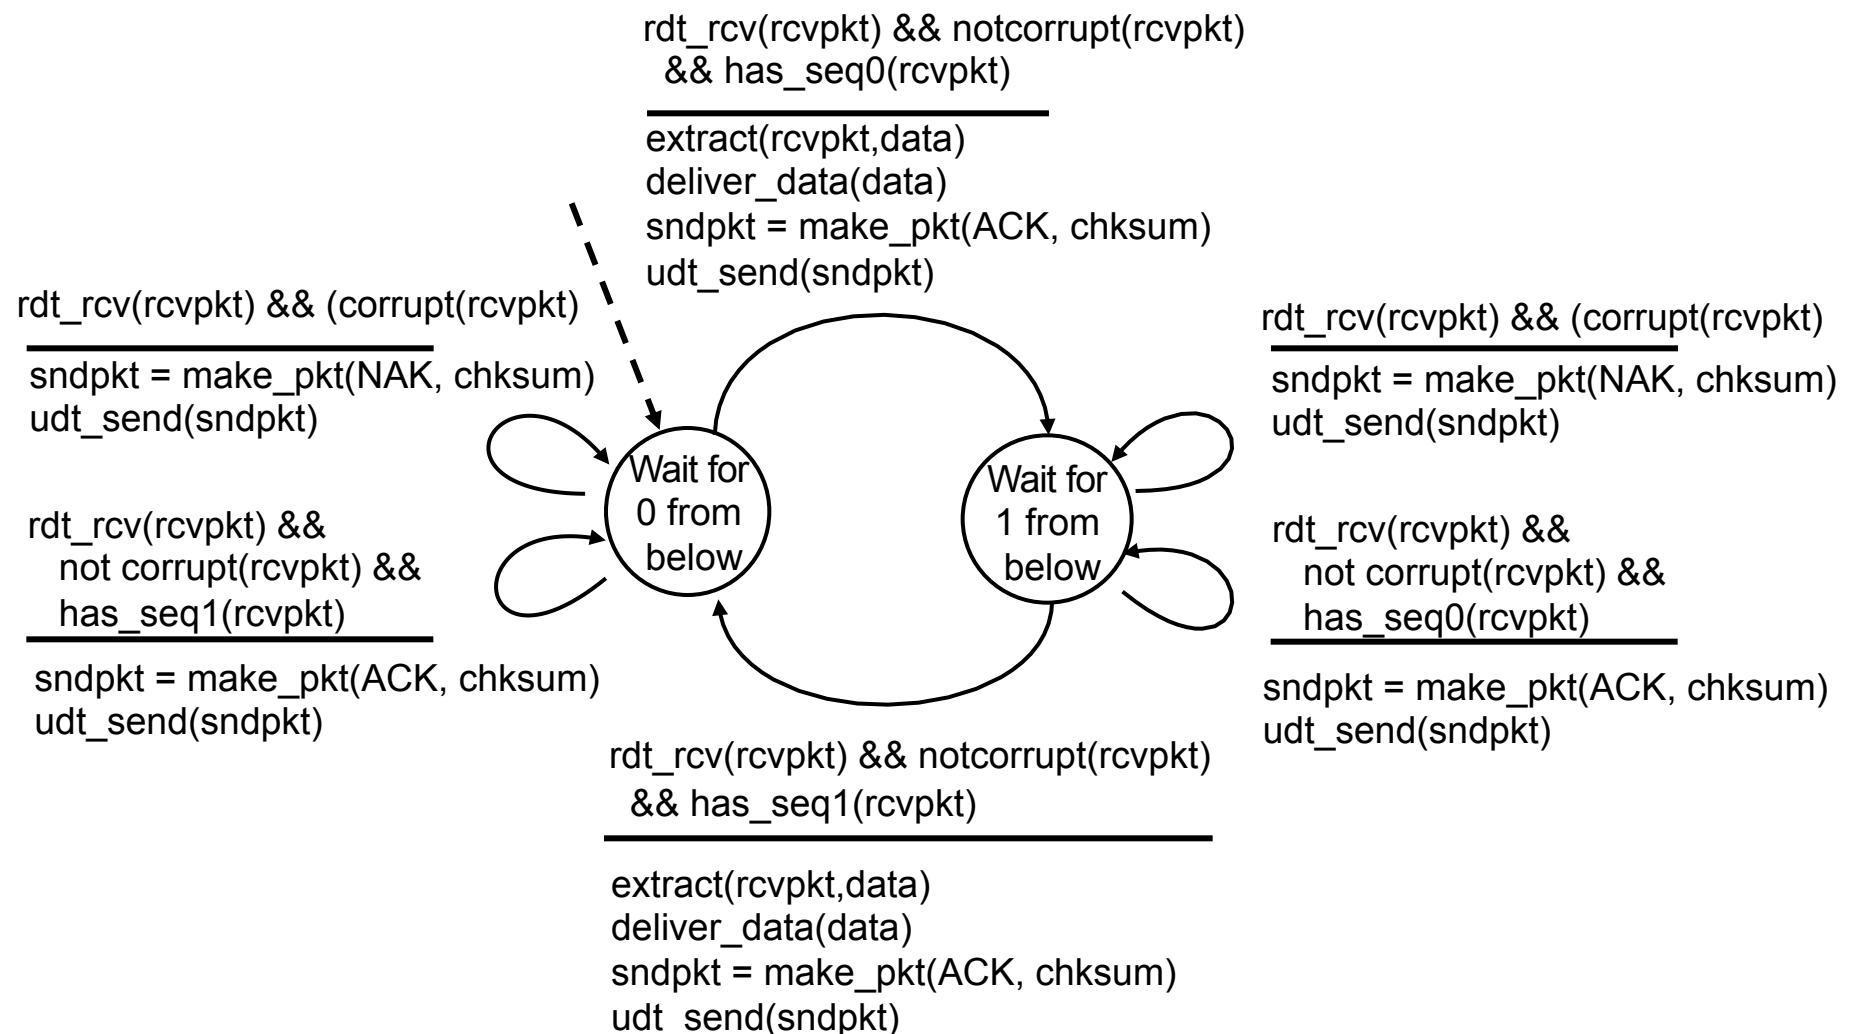 rdt_rcv(rcvpkt) && notcorrupt(rcvpkt)
&& has_seq0(rcvpkt)
extract(rcvpkt,data)
deliver_data(data)
sndpkt = make_pkt(ACK, chksum)
udt_send(sndpkt)
rdt_rcv(rcvpkt) && (corrupt(rcvpkt)
sndpkt = make_pkt(NAK, chksum)
udt_send(sndpkt)
rdt_rcv(rcvpkt) &&
not corrupt(rcvpkt) &&
has_seq1(rcvpkt)
sndpkt = make_pkt(ACK, chksum)
udt_send(sndpkt)
Wait for
0 from
below
Wait for
1 from
below
rdt_rcv(rcvpkt) && (corrupt(rcvpkt)
sndpkt = make_pkt(NAK, chksum)
udt_send(sndpkt)
rdt_rcv(rcvpkt) &&
not corrupt(rcvpkt) &&
has_seq0(rcvpkt)
sndpkt = make_pkt(ACK, chksum)
udt_send(sndpkt)
rdt_rcv(rcvpkt) && notcorrupt(rcvpkt)
&& has_seq1(rcvpkt)
extract(rcvpkt,data)
deliver_data(data)
sndpkt = make_pkt(ACK, chksum)
udt_send(sndpkt)